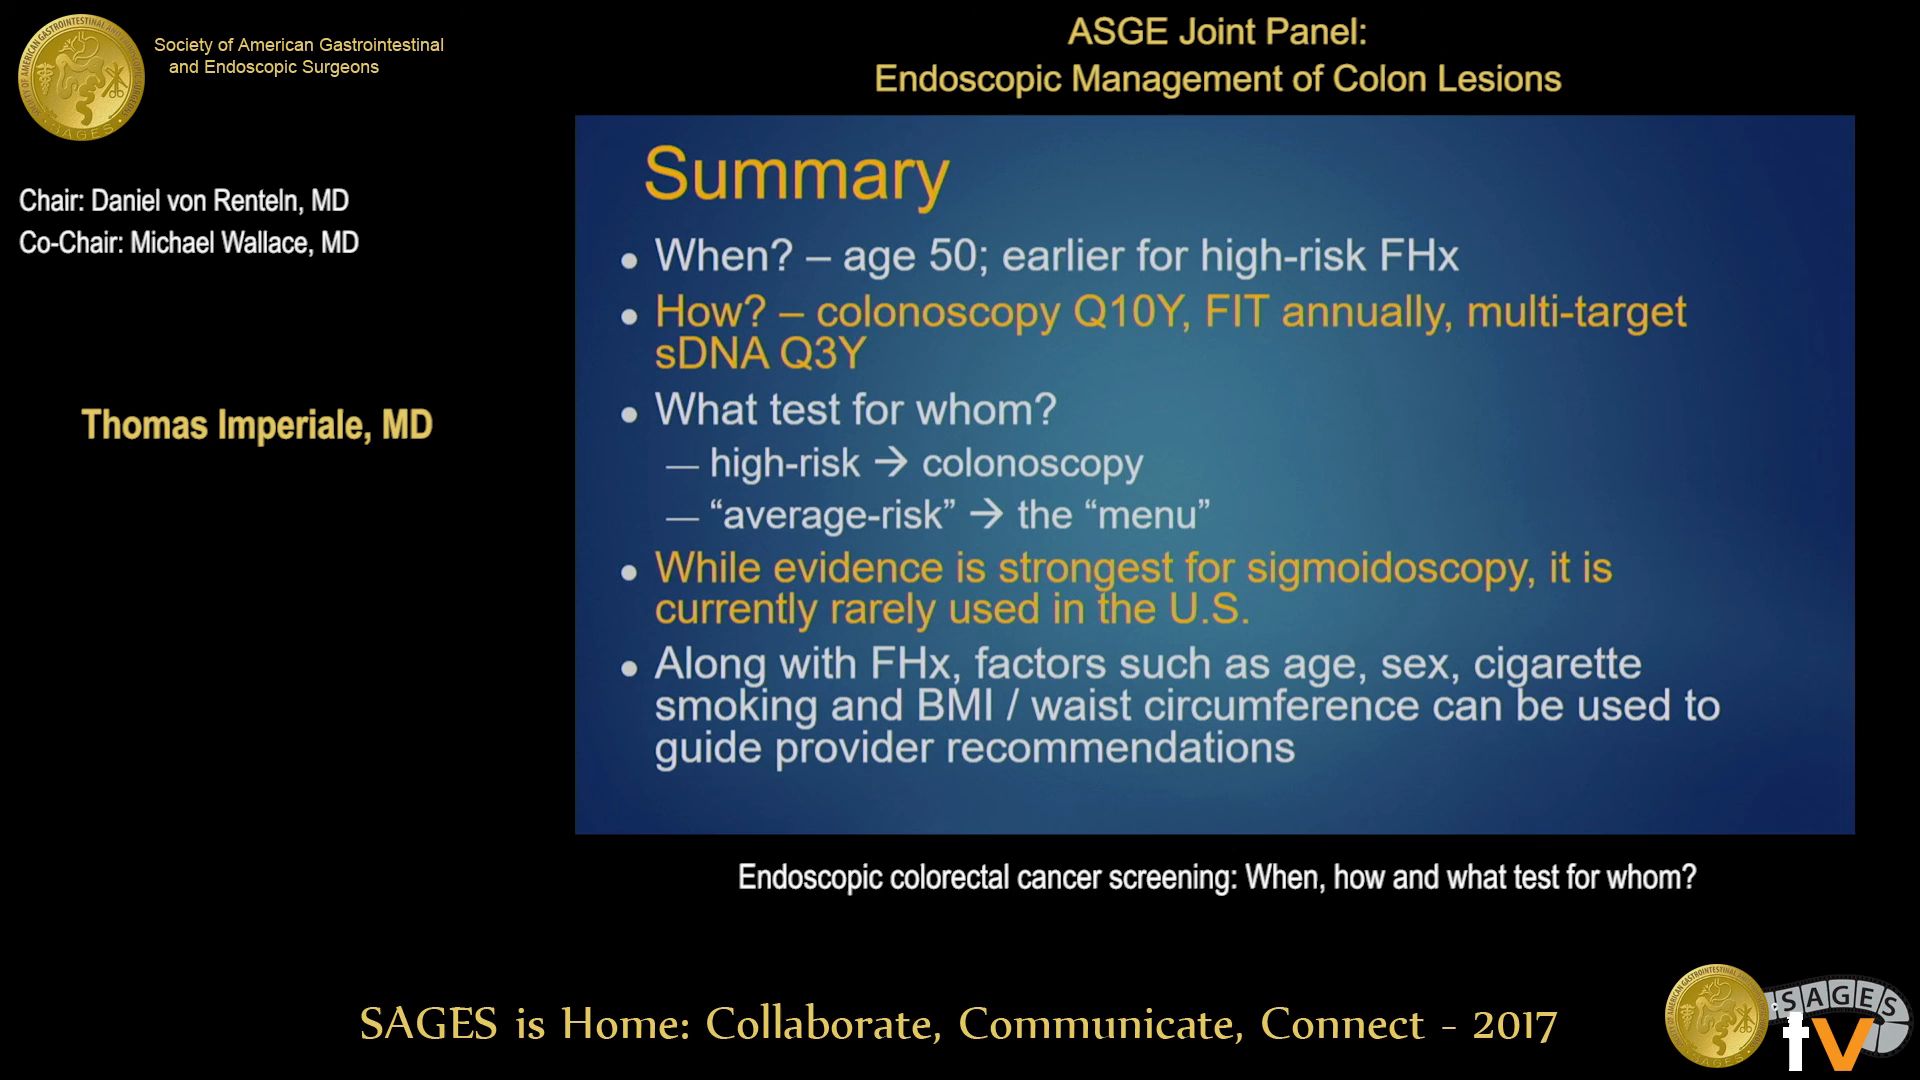 Society of American Gastrointestinal
and Endoscopic Surgeons
ASGE Joint Panel:
Endoscopic Management of Colon Lesions
Chair: Daniel von Renteln, MD
Co-Chair: Michael Wallace, MD
Thomas Imperiale, MD
Summary
• When? – age 50; earlier for high-risk FHx
• How? – colonoscopy Q10Y, FIT annually, multi-target
sDNA Q3Y
• What test for whom?
— high-risk → colonoscopy
— “average-risk” → the “menu”
• While evidence is strongest for sigmoidoscopy, it is
currently rarely used in the U.S.
• Along with FHx, factors such as age, sex, cigarette
smoking and BMI / waist circumference can be used to
guide provider recommendations
Endoscopic colorectal cancer screening: When, how and what test for whom?
SAGES is Home: Collaborate, Communicate, Connect - 2017
SAGES
tv